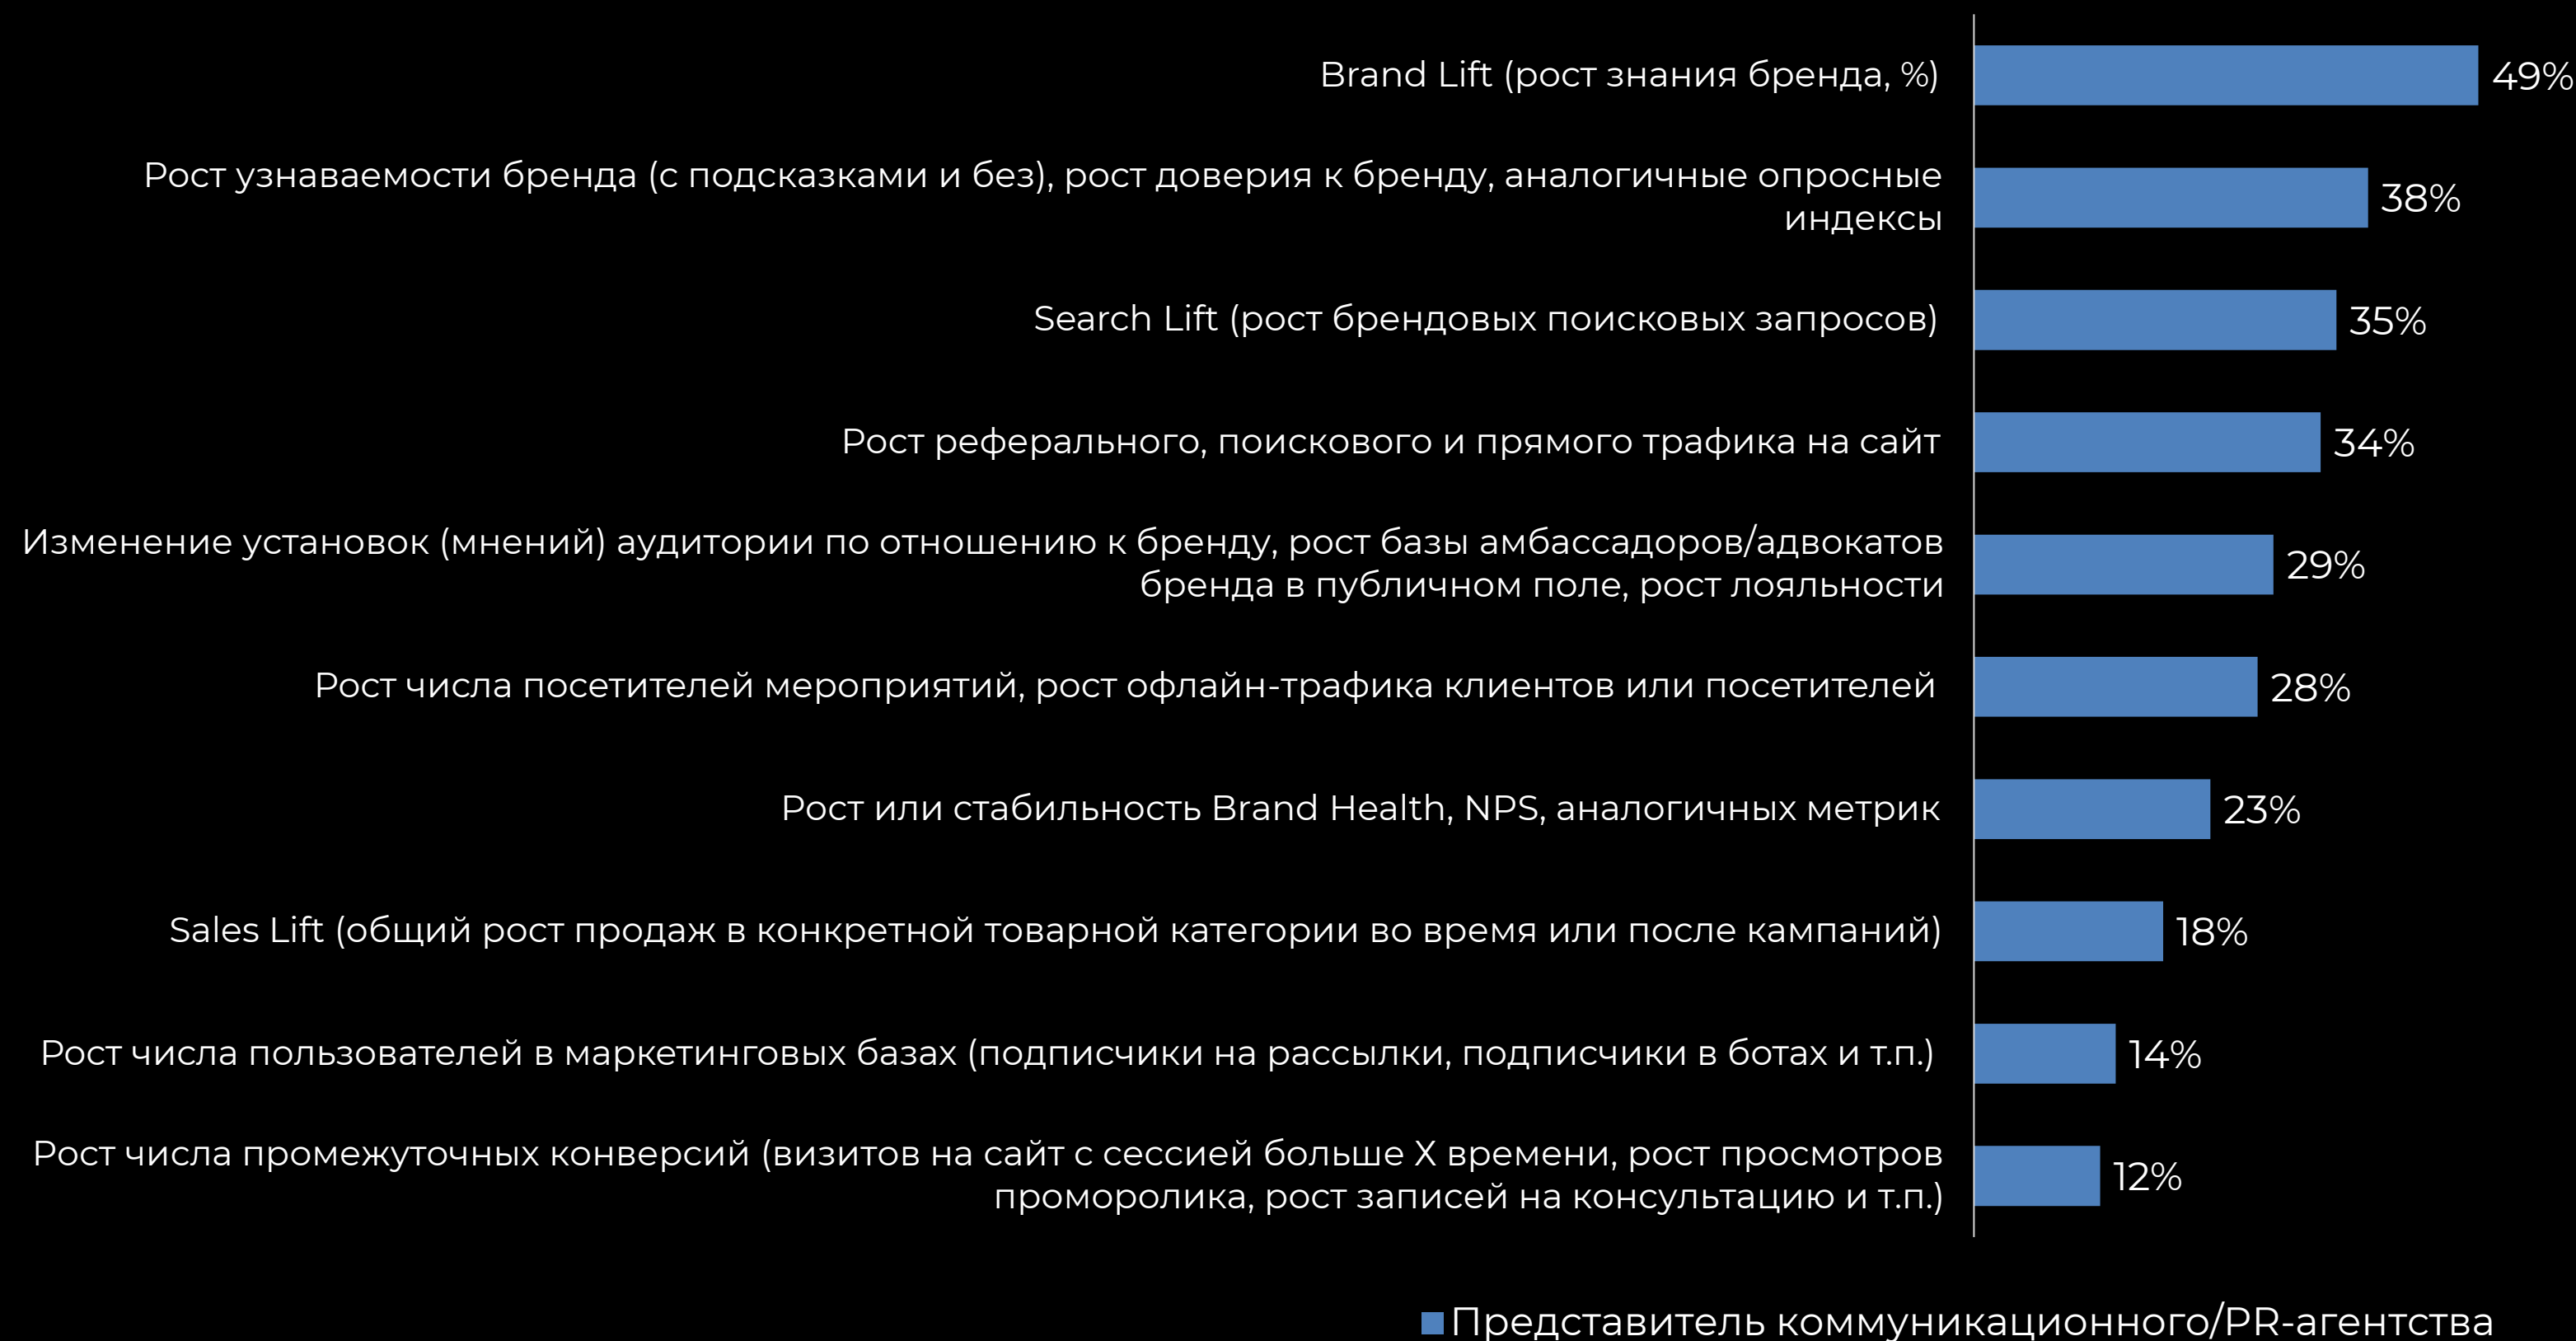 Brand Lift (рост знания бренда, %)
49%
Рост узнаваемости бренда (с подсказками и без), рост доверия к бренду, аналогичные опросные
индексы
38%
Search Lift (рост брендовых поисковых запросов)
35%
Рост реферального, поискового и прямого трафика на сайт
34%
Изменение установок (мнений) аудитории по отношению к бренду, рост базы амбассадоров/адвокатов
бренда в публичном поле, рост лояльности
29%
Рост числа посетителей мероприятий, рост офлайн-трафика клиентов или посетителей
28%
Рост или стабильность Brand Health, NPS, аналогичных метрик
23%
Sales Lift (общий рост продаж в конкретной товарной категории во время или после кампаний)
18%
Рост числа пользователей в маркетинговых базах (подписчики на рассылки, подписчики в ботах и т.п.)
14%
Рост числа промежуточных конверсий (визитов на сайт с сессией больше X времени, рост просмотров
проморолика, рост записей на консультацию и т.п.)
12%
Представитель коммуникационного/PR-агентства